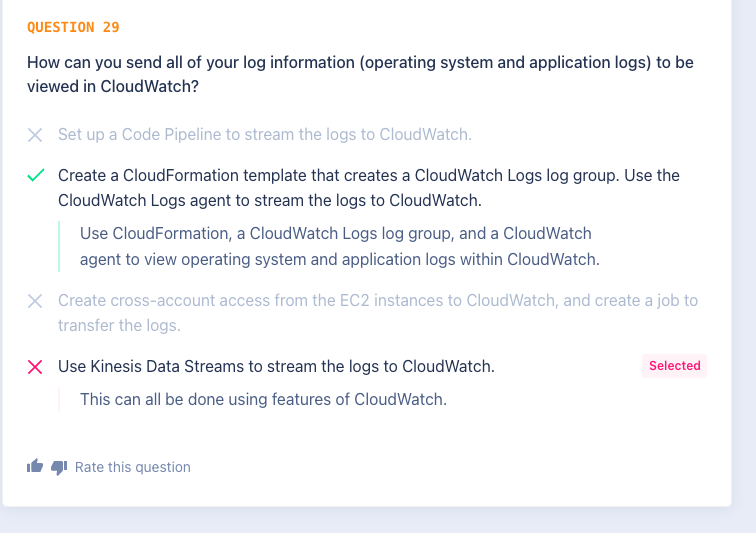 QUESTION 29
How can you send all of your log information (operating system and application logs) to be
viewed in CloudWatch?
Set up a Code Pipeline to stream the logs to CloudWatch.
Create a CloudFormation template that creates a CloudWatch Logs log group. Use the
CloudWatch Logs agent to stream the logs to CloudWatch.
Use CloudFormation, a CloudWatch Logs log group, and a CloudWatch
agent to view operating system and application logs within CloudWatch.
Create cross-account access from the EC2 instances to CloudWatch, and create a job to
transfer the logs.
Use Kinesis Data Streams to stream the logs to CloudWatch. Selected
This can all be done using features of CloudWatch.
Rate this question